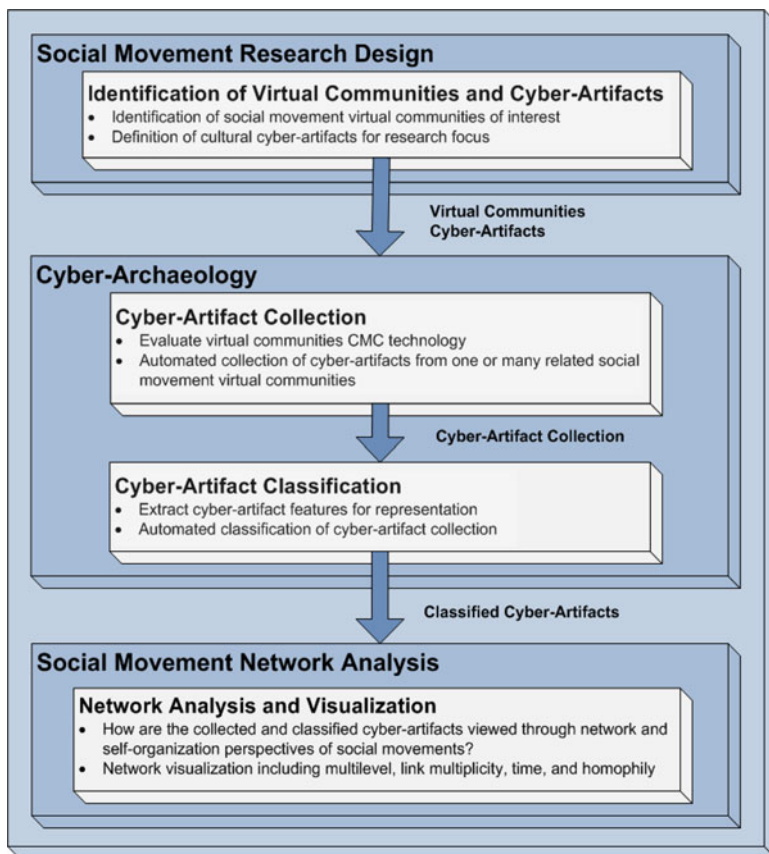 Social Movement Research Design
Identification of Virtual Communities and Cyber-Artifacts
• Identification of social movement virtual communities of interest
• Definition of cultural cyber-artifacts for research focus
Virtual Communities
Cyber-Artifacts
Cyber-Archaeology
Cyber-Artifact Collection
• Evaluate virtual communities CMC technology
• Automated collection of cyber-artifacts from one or many related social
movement virtual communities
Cyber-Artifact Collection
Cyber-Artifact Classification
• Extract cyber-artifact features for representation
• Automated classification of cyber-artifact collection
Classified Cyber-Artifacts
Social Movement Network Analysis
Network Analysis and Visualization
• How are the collected and classified cyber-artifacts viewed through network and
self-organization perspectives of social movements?
• Network visualization including multilevel, link multiplicity, time, and homophily